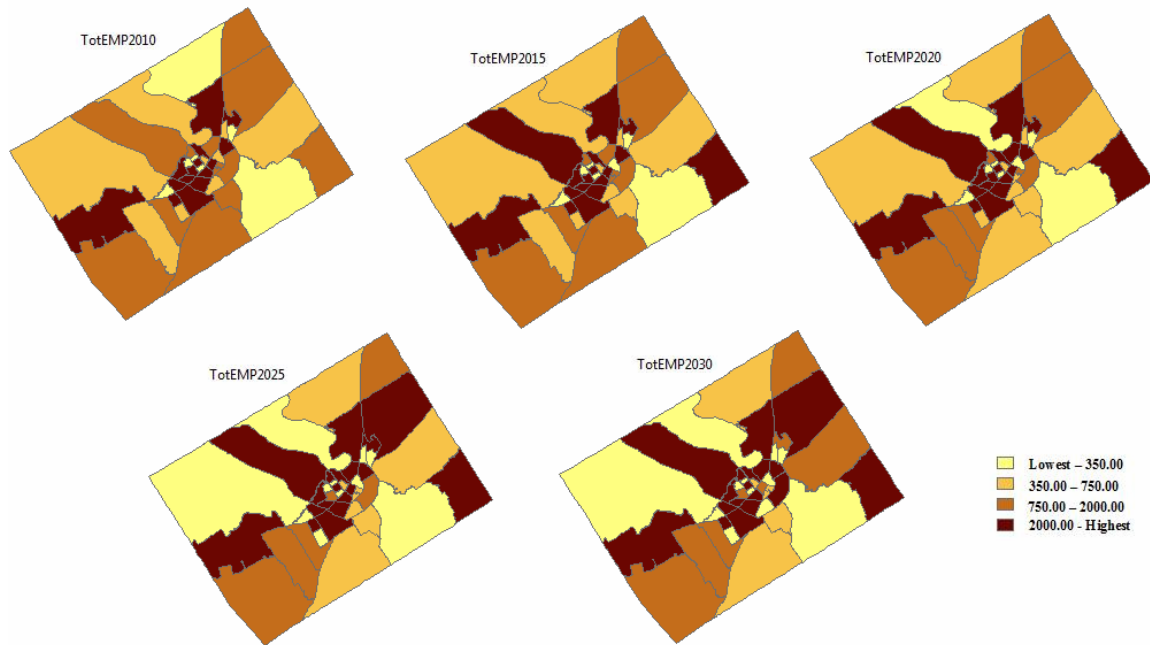 TotEMP2010
TotEMP2015
TotEMP2020
TotEMP2025
TotEMP2030
Lowest – 350.00
350.00 – 750.00
750.00 – 2000.00
2000.00 - Highest